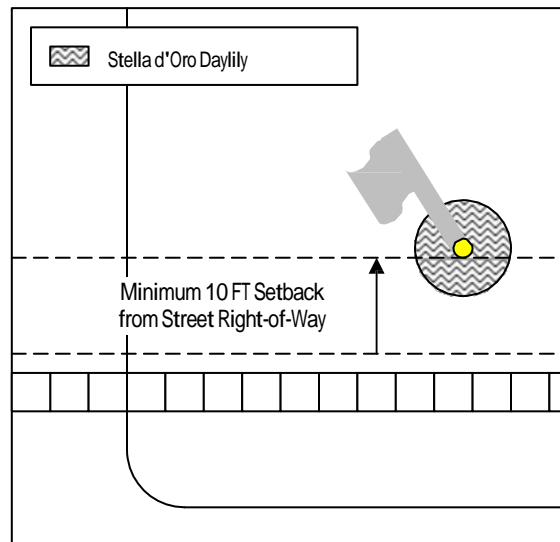 Stella d'Oro Daylily
Minimum 10 FT Setback
from Street Right-of-Way